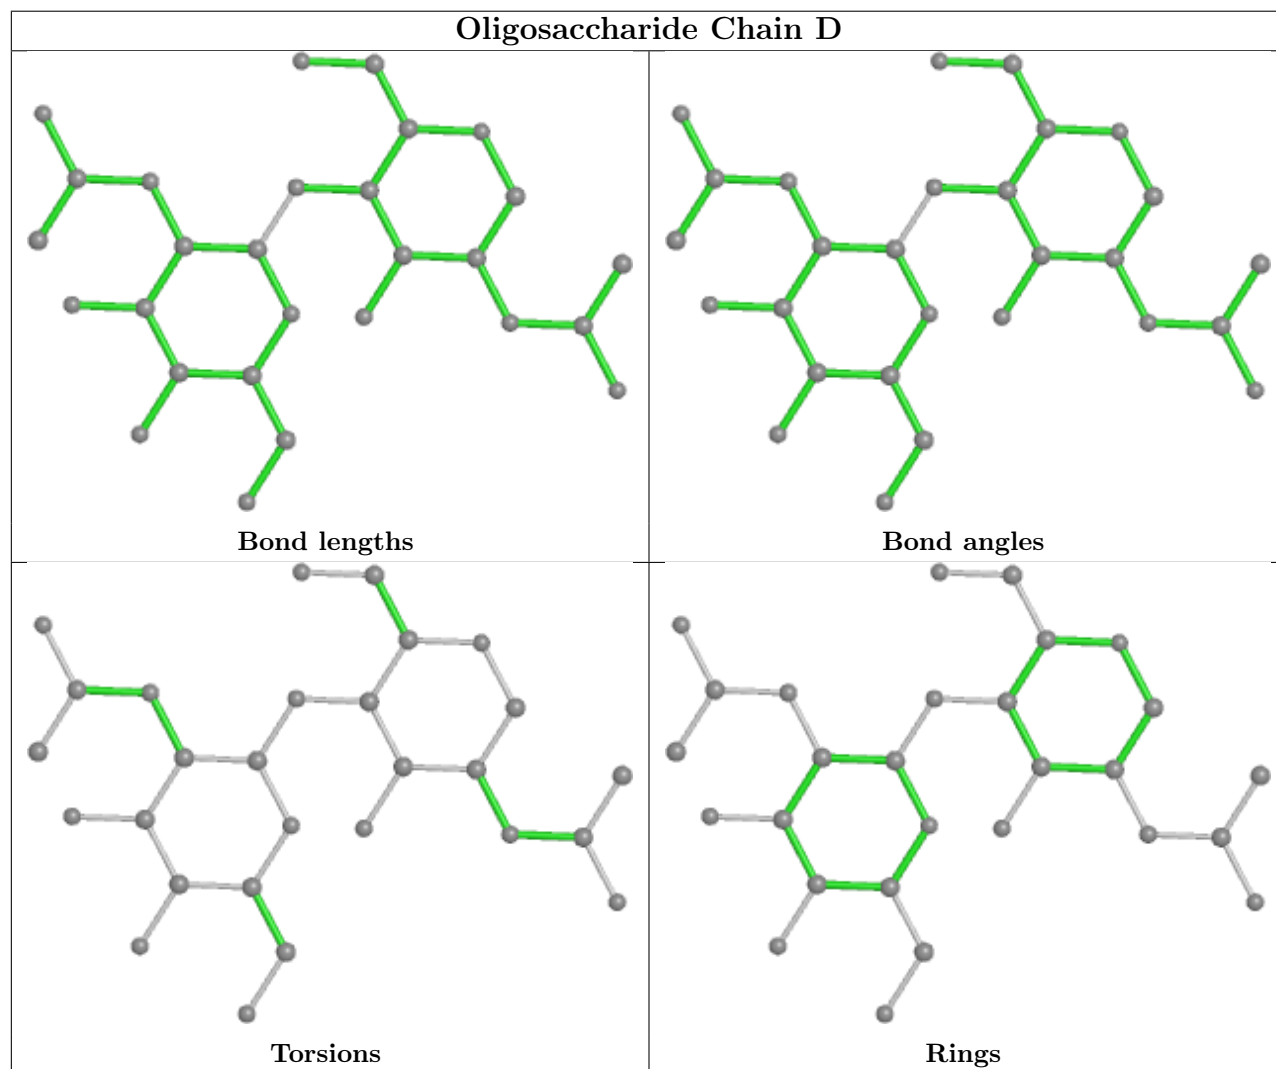 Oligosaccharide Chain D
Bond lengths
Bond angles
Torsions
Rings